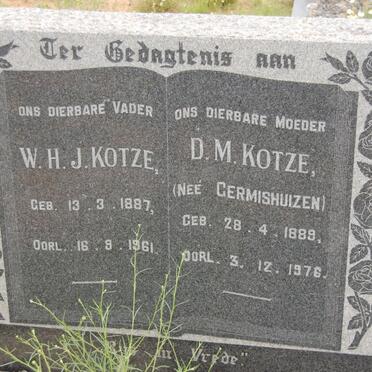 Ter Gedagtenis aan
ONS DIERBARE VADER
W.H.J. KOTZE,
GEB. 13. 3. 1887,
OORL. 16. 9. 1961.
ONS DIERBARE MOEDER
D.M. KOTZE,
(NEÉ GERMISHUIZEN)
GEB. 28. 4. 1889,
OORL. 3. 12. 1976.
in Vrede"